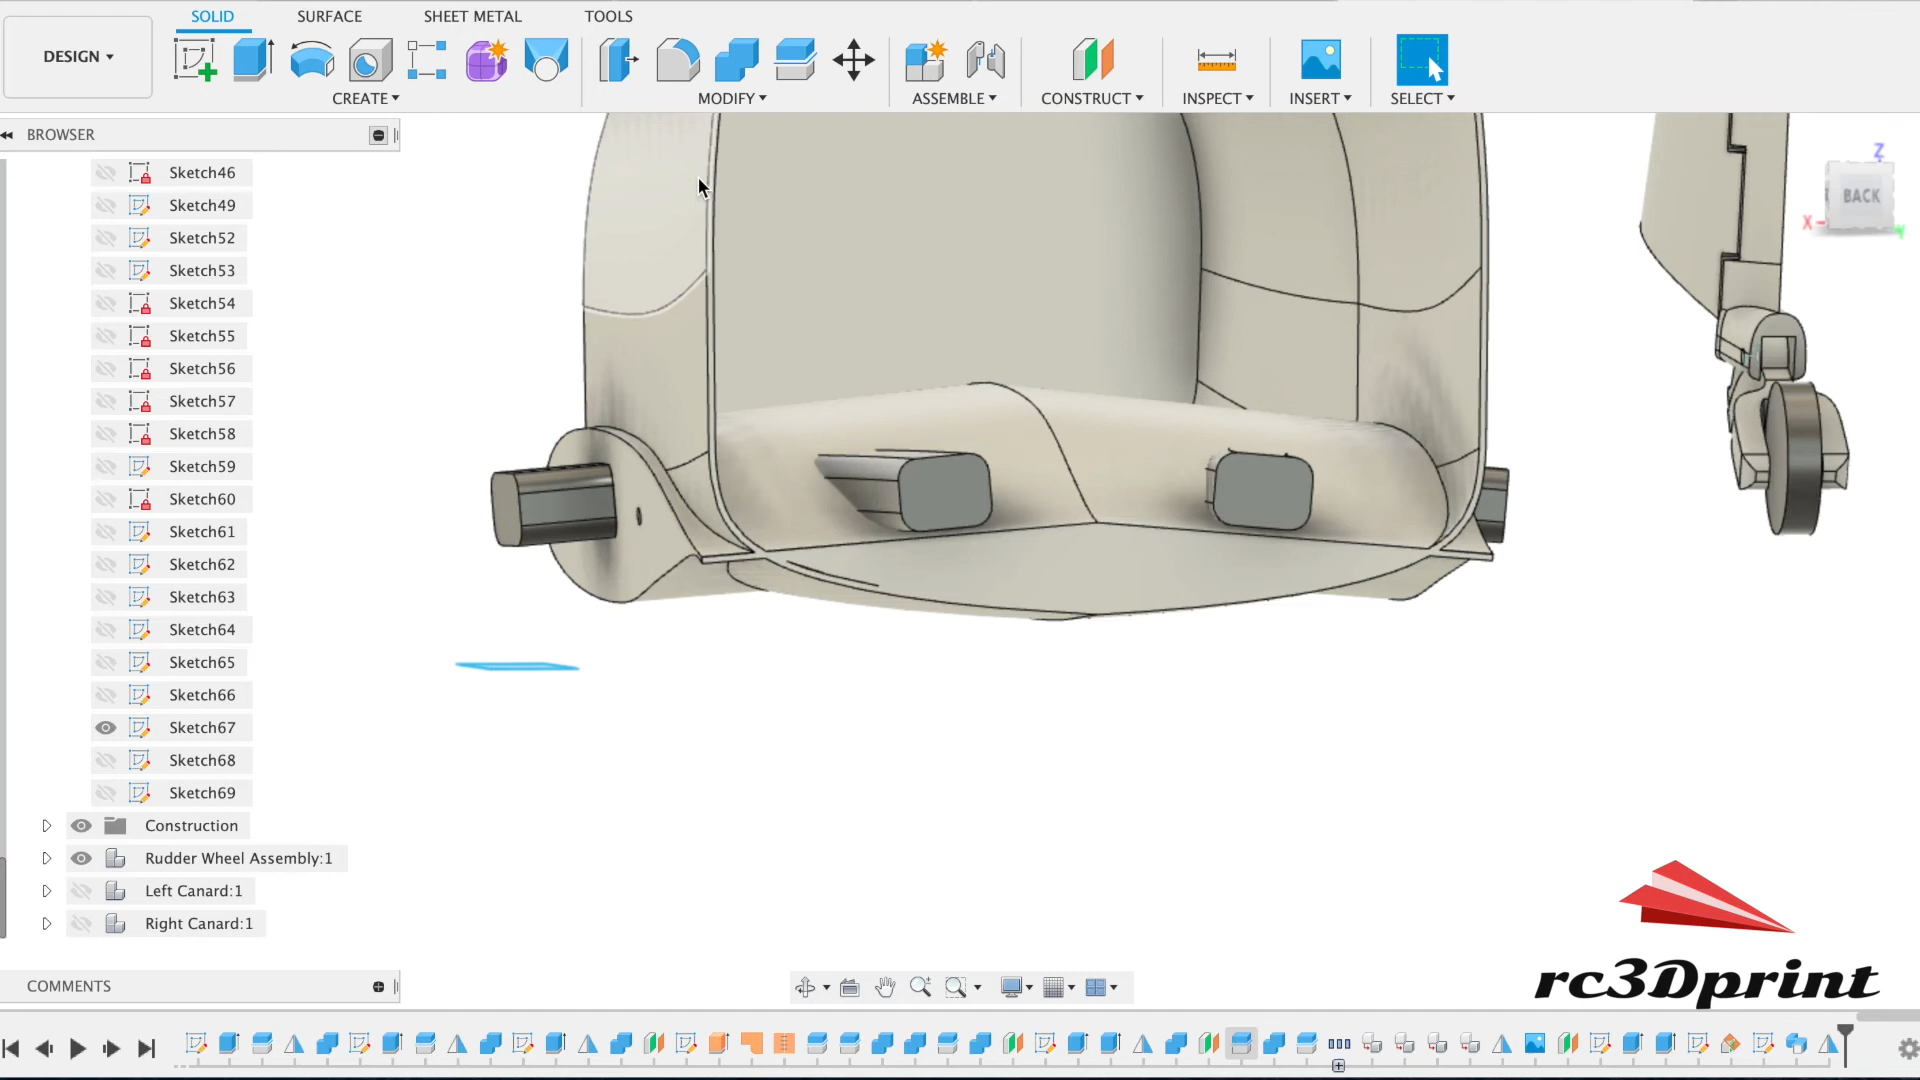 SOLID SURFACE SHEET METAL TOOLS
DESIGN
CREATE MODIFY ASSEMBLE CONSTRUCT INSPECT INSERT SELECT
BROWSER
Sketch46
Sketch49
Sketch52
Sketch53
Sketch54
Sketch55
Sketch56
Sketch57
Sketch58
Sketch59
Sketch60
Sketch61
Sketch62
Sketch63
Sketch64
Sketch65
Sketch66
Sketch67
Sketch68
Sketch69
Construction
Rudder Wheel Assembly:1
Left Canard:1
Right Canard:1
COMMENTS
Z
BACK
X
Y
rc3Dprint